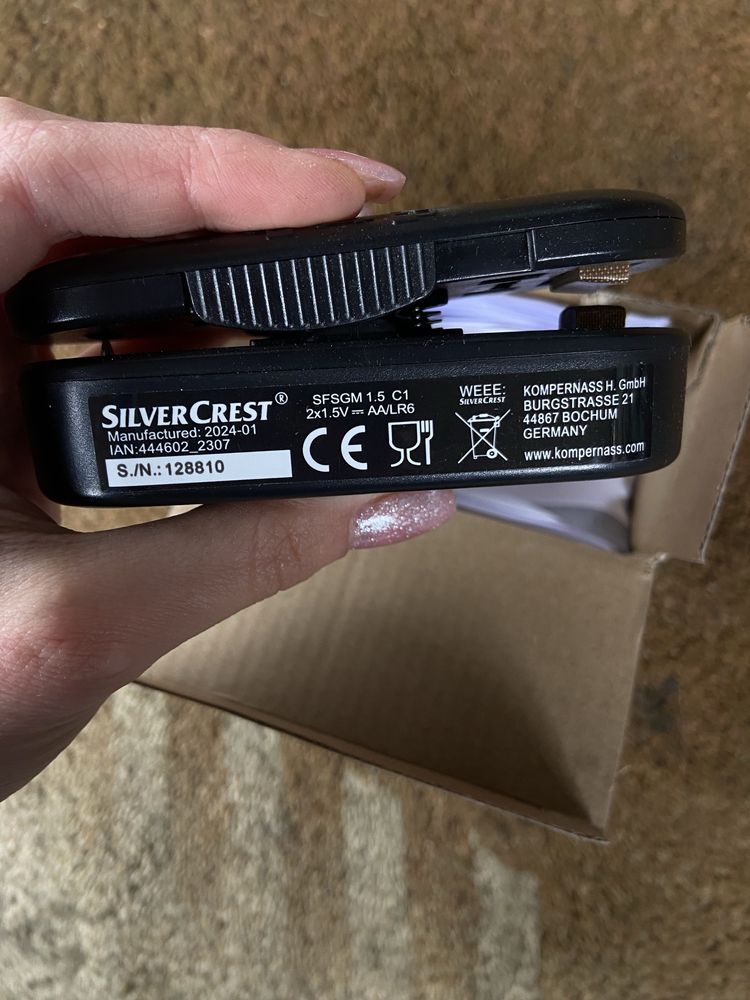 SILVERCREST®
Manufactured: 2024-01
IAN:444602_2307
S./N.: 128810
SFSGM 1.5 C1
2x1.5V⎓AA/LR6
CE
WEEE:
SILVERCREST
KOMPERNASS H. GmbH
BURGSTRASSE 21
44867 BOCHUM
GERMANY
www.kompernass.com